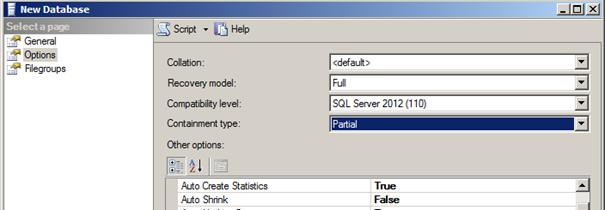 New Database
Select a page
General
Options
Filegroups
Script
Help
Collation: <default>
Recovery model: Full
Compatibility level: SQL Server 2012 (110)
Containment type: Partial
Other options:
Auto Create Statistics True
Auto Shrink False